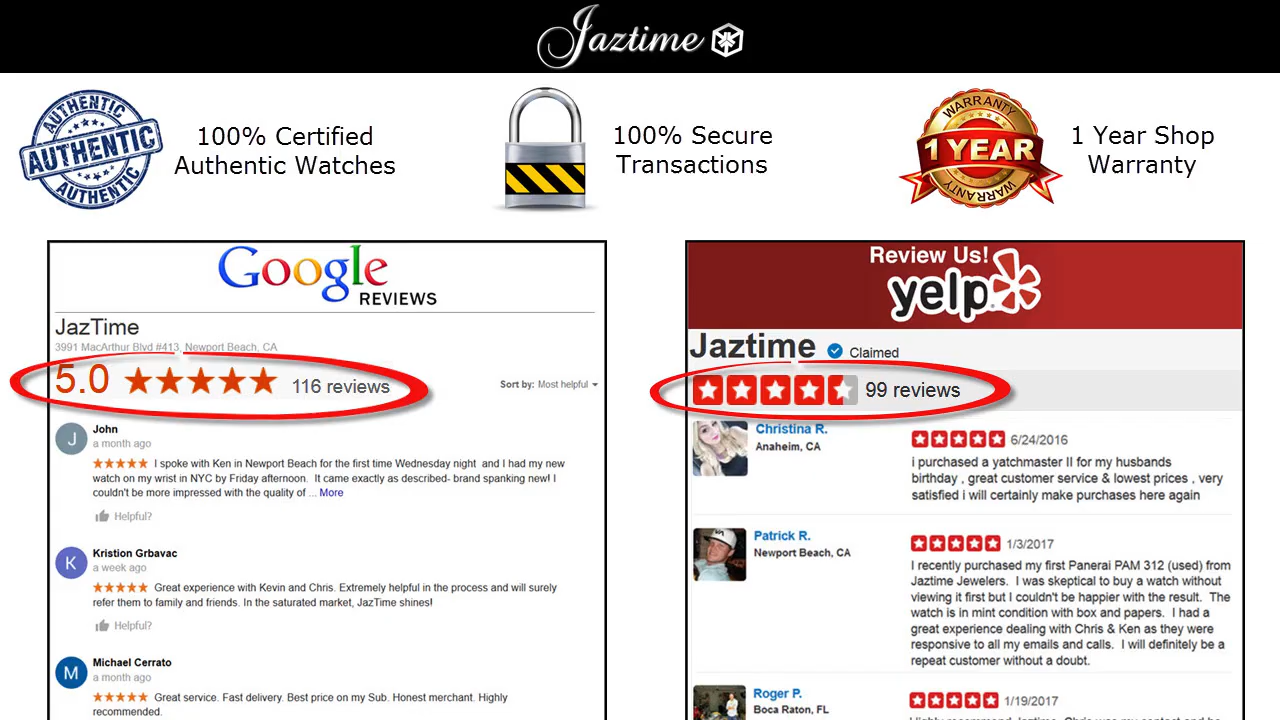 Jaztime
AUTHENTIC
AUTHENTIC
AUTHENTIC
100% Certified
Authentic Watches
100% Secure
Transactions
WARRANTY
1 YEAR
WARRANTY
1 Year Shop
Warranty
Google
REVIEWS
JazTime
3991 MacArthur Blvd #413, Newport Beach, CA
5.0 116 reviews
Sort by: Most helpful
J
John
a month ago
I spoke with Ken in Newport Beach for the first time Wednesday night and I had my new
watch on my wrist in NYC by Friday afternoon. It came exactly as described- brand spanking new! I
couldn't be more impressed with the quality of ... More
Helpful?
K
Kristion Grbavac
a week ago
Great experience with Kevin and Chris. Extremely helpful in the process and will surely
refer them to family and friends. In the saturated market, JazTime shines!
Helpful?
M
Michael Cerrato
a month ago
Great service. Fast delivery. Best price on my Sub. Honest merchant. Highly
recommended.
Review Us!
yelp
Jaztime Claimed
99 reviews
Christina R.
Anaheim, CA
6/24/2016
i purchased a yatchmaster II for my husbands
birthday , great customer service & lowest prices , very
satisfied i will certainly make purchases here again
Patrick R.
Newport Beach, CA
1/3/2017
I recently purchased my first Panerai PAM 312 (used) from
Jaztime Jewelers. I was skeptical to buy a watch without
viewing it first but I couldn't be happier with the result. The
watch is in mint condition with box and papers. I had a
great experience dealing with Chris & Ken as they were
responsive to all my emails and calls. I will definitely be a
repeat customer without a doubt.
Roger P.
Boca Raton, FL
1/19/2017